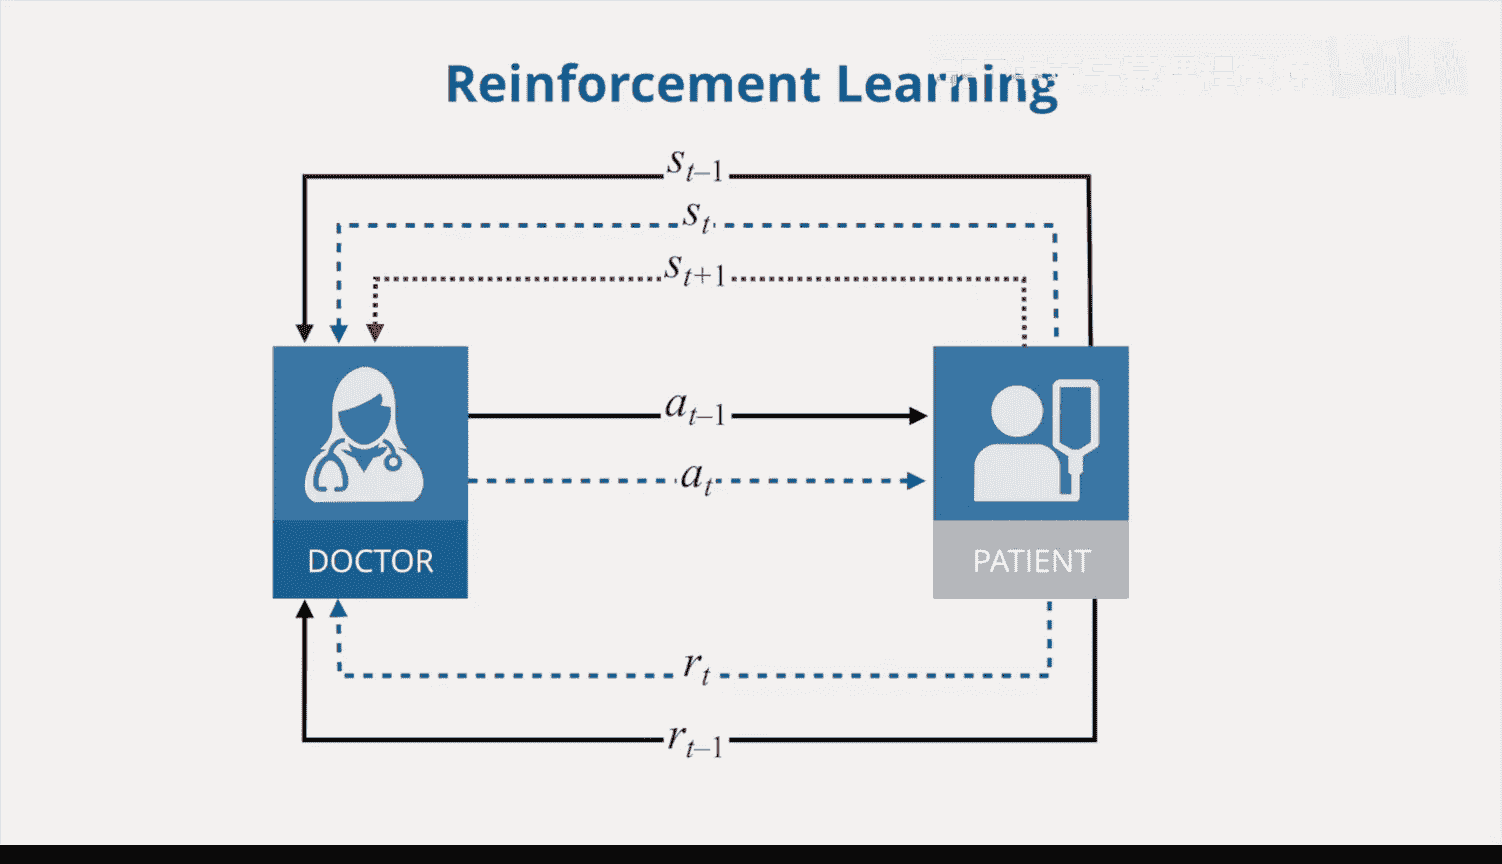 Reinforcement Learning
s_{t-1}
s_t
s_{t+1}
a_{t-1}
a_t
DOCTOR
PATIENT
r_t
r_{t-1}